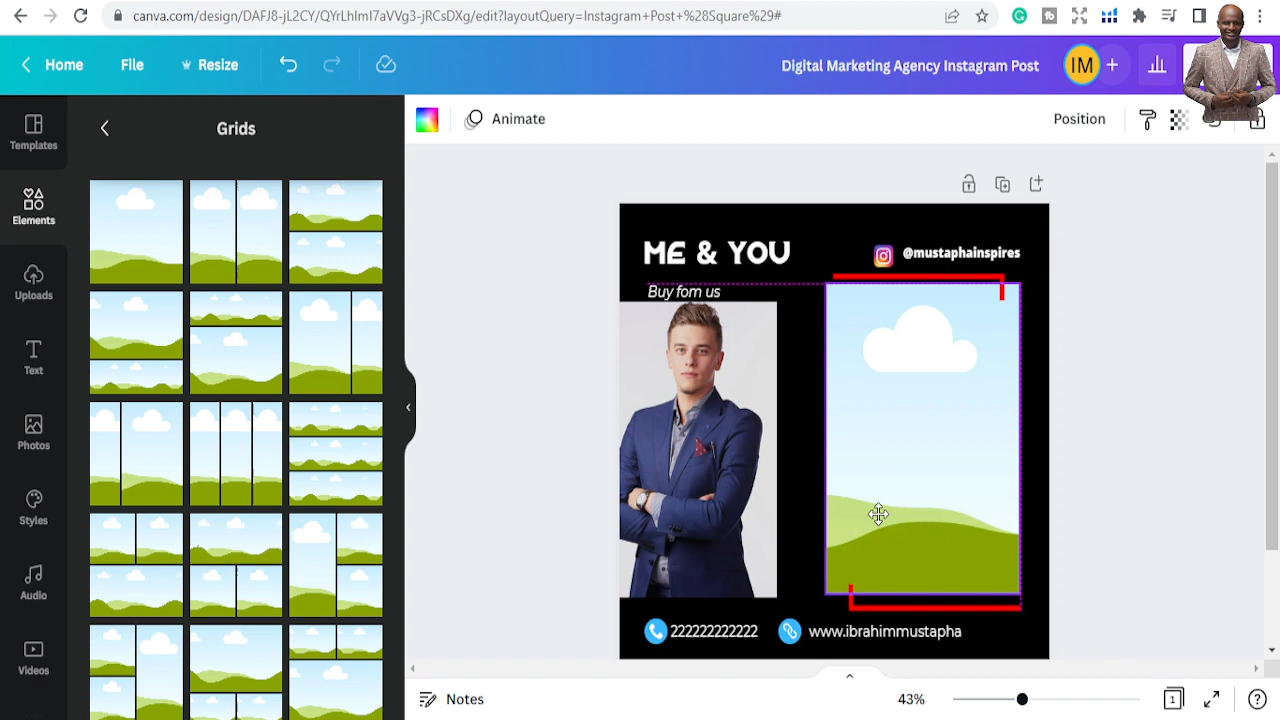 canva.com/design/DAFJ8-jL2CY/QYrLhlmI7aVVg3-jRCsDXg/edit?layoutQuery=Instagram+Post+%28Square%29#
Home
File
Resize
Digital Marketing Agency Instagram Post
IM
Templates
Elements
Uploads
Text
Photos
Styles
Audio
Videos
Grids
Animate
Position
ME & YOU
@mustaphainspires
Buy fom us
222222222222
www.ibrahimmustapha
Notes
43%
1